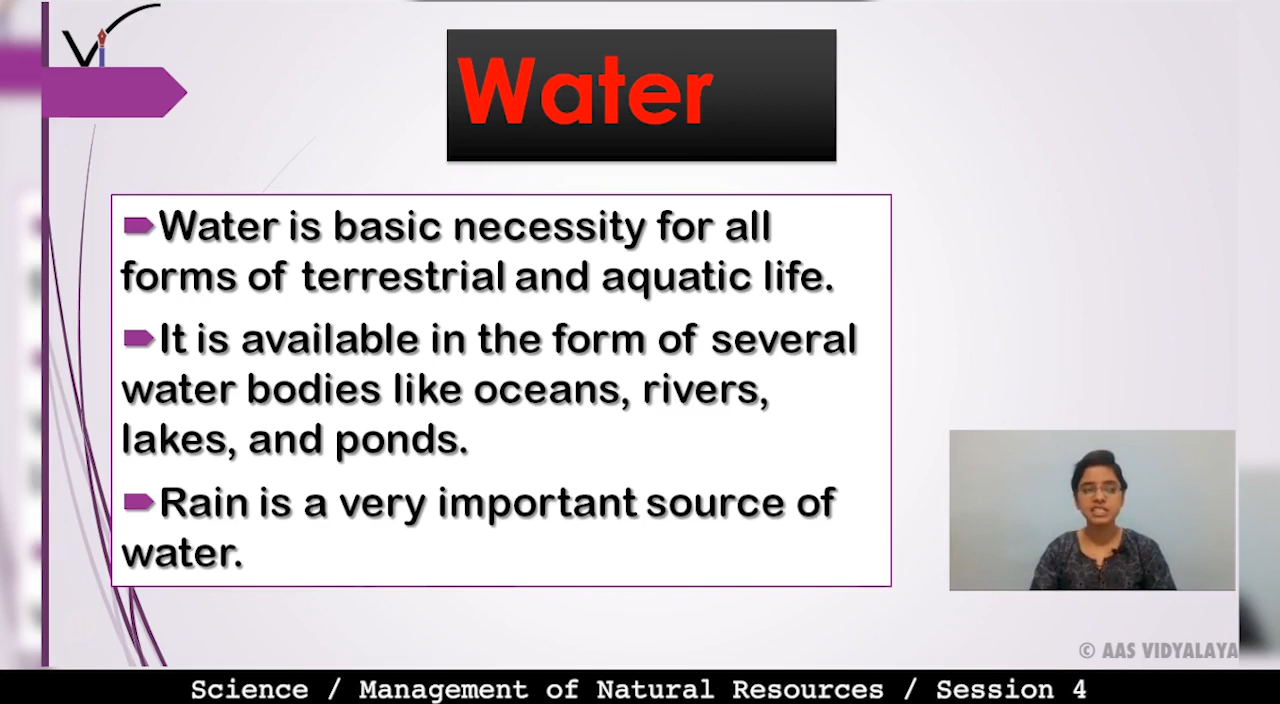 Vi
Water
Water is basic necessity for all
forms of terrestrial and aquatic life.
It is available in the form of several
water bodies like oceans, rivers,
lakes, and ponds.
Rain is a very important source of
water.
© AAS VIDYALAYA
Science / Management of Natural Resources / Session 4